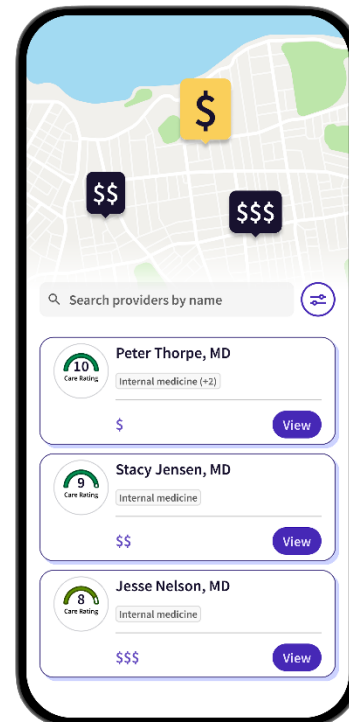 $
$$
$$$
Search providers by name
10
Care Rating
Peter Thorpe, MD
Internal medicine (+2)
$
View
9
Care Rating
Stacy Jensen, MD
Internal medicine
$$
View
8
Care Rating
Jesse Nelson, MD
Internal medicine
$$$
View